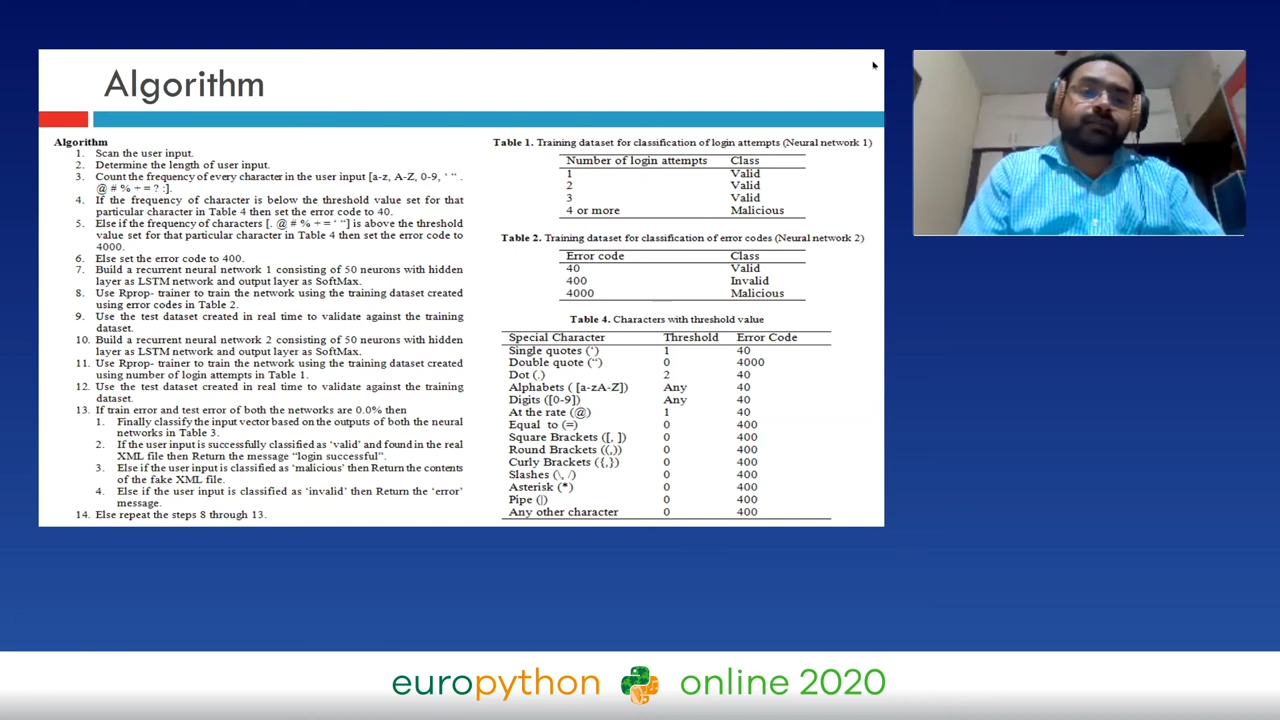 Algorithm
Algorithm
1. Scan the user input.
2. Determine the length of user input.
3. Count the frequency of every character in the user input [a-z, A-Z, 0-9, ‘ “ .
@ # % + = ? :].
4. If the frequency of character is below the threshold value set for that
particular character in Table 4 then set the error code to 40.
5. Else if the frequency of characters [. @ # % + = ‘ “] is above the threshold
value set for that particular character in Table 4 then set the error code to
4000.
6. Else set the error code to 400.
7. Build a recurrent neural network 1 consisting of 50 neurons with hidden
layer as LSTM network and output layer as SoftMax.
8. Use Rprop- trainer to train the network using the training dataset created
using error codes in Table 2.
9. Use the test dataset created in real time to validate against the training
dataset.
10. Build a recurrent neural network 2 consisting of 50 neurons with hidden
layer as LSTM network and output layer as SoftMax.
11. Use Rprop- trainer to train the network using the training dataset created
using number of login attempts in Table 1.
12. Use the test dataset created in real time to validate against the training
dataset.
13. If train error and test error of both the networks are 0.0% then
1. Finally classify the input vector based on the outputs of both the neural
networks in Table 3.
2. If the user input is successfully classified as ‘valid’ and found in the real
XML file then Return the message “login successful”.
3. Else if the user input is classified as ‘malicious’ then Return the contents
of the fake XML file.
4. Else if the user input is classified as ‘invalid’ then Return the ‘error’
message.
14. Else repeat the steps 8 through 13.
Table 1. Training dataset for classification of login attempts (Neural network 1)
Number of login attempts Class
1 Valid
2 Valid
3 Valid
4 or more Malicious
Table 2. Training dataset for classification of error codes (Neural network 2)
Error code Class
40 Valid
400 Invalid
4000 Malicious
Table 4. Characters with threshold value
Special Character Threshold Error Code
Single quotes (‘) 1 40
Double quote (“) 0 4000
Dot (.) 2 40
Alphabets ( [a-zA-Z]) Any 40
Digits ([0-9]) Any 40
At the rate (@) 1 40
Equal to (=) 0 400
Square Brackets ([, ]) 0 400
Round Brackets ((,)) 0 400
Curly Brackets ({,}) 0 400
Slashes (\, /) 0 400
Asterisk (*) 0 400
Pipe (|) 0 400
Any other character 0 400
europython online 2020